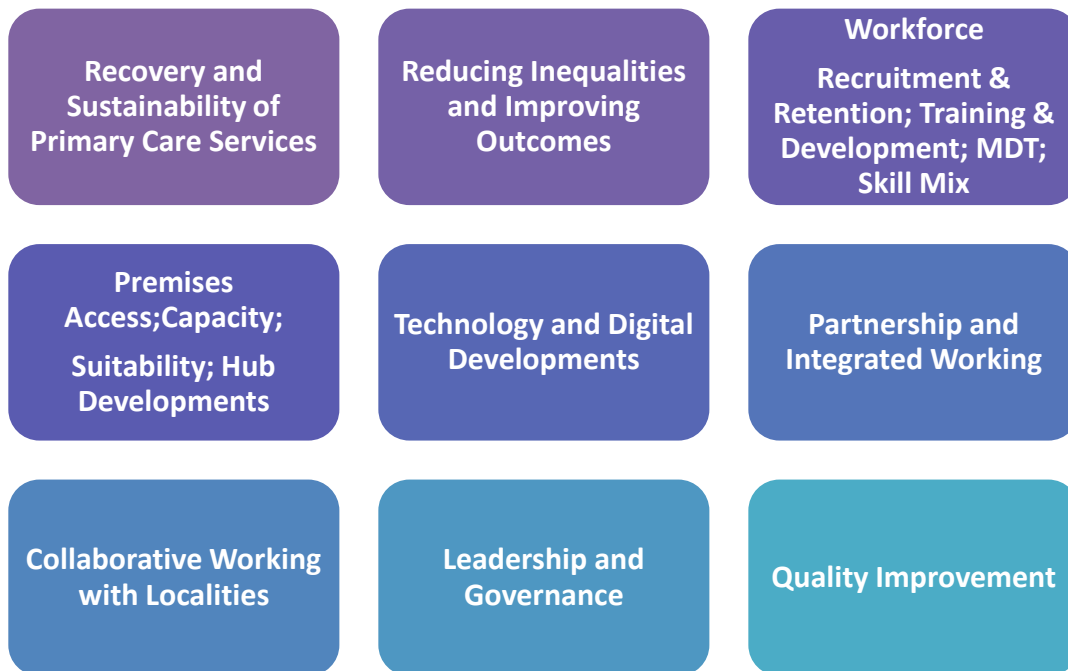 Recovery and
Sustainability of
Primary Care Services
Reducing Inequalities
and Improving
Outcomes
Workforce
Recruitment &
Retention; Training &
Development; MDT;
Skill Mix
Premises
Access;Capacity;
Suitability; Hub
Developments
Technology and Digital
Developments
Partnership and
Integrated Working
Collaborative Working
with Localities
Leadership and
Governance
Quality Improvement